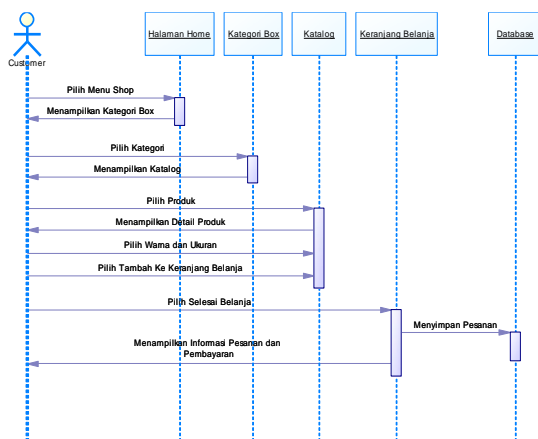 Customer
Halaman Home
Kategori Box
Katalog
Keranjang Belanja
Database
Pilih Menu Shop
Menampilkan Kategori Box
Pilih Kategori
Menampilkan Katalog
Pilih Produk
Menampilkan Detail Produk
Pilih Warna dan Ukuran
Pilih Tambah Ke Keranjang Belanja
Pilih Selesai Belanja
Menyimpan Pesanan
Menampilkan Informasi Pesanan dan
Pembayaran